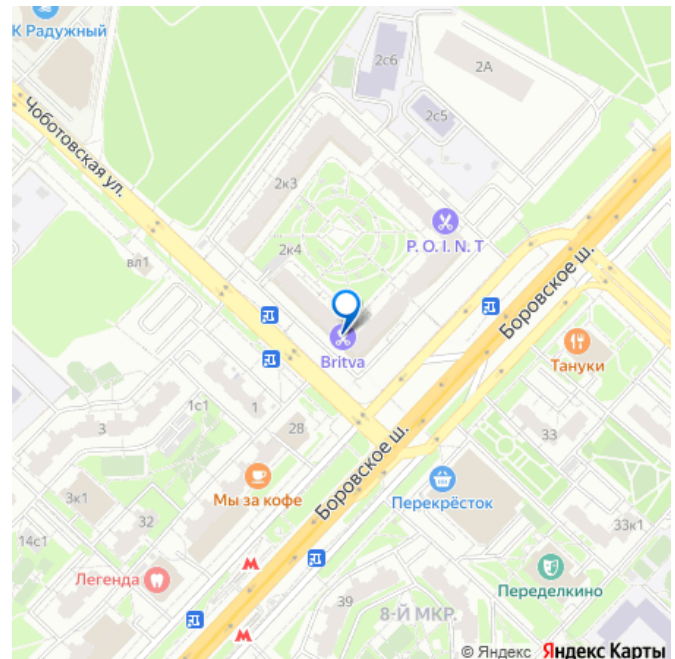 К Радужный
2с6
2А
2с5
Чоботовская ул.
2к3
P. O. I. N. T
2к4
вл1
Боровское ш.
Britva
Тануки
1с1
1
3
28
33
Боровское ш.
Мы за кофе
Перекрёсток
3к1
32
33к1
14с1
Легенда
Переделкино
39
8-Й МКР.
© Яндекс Яндекс Карты